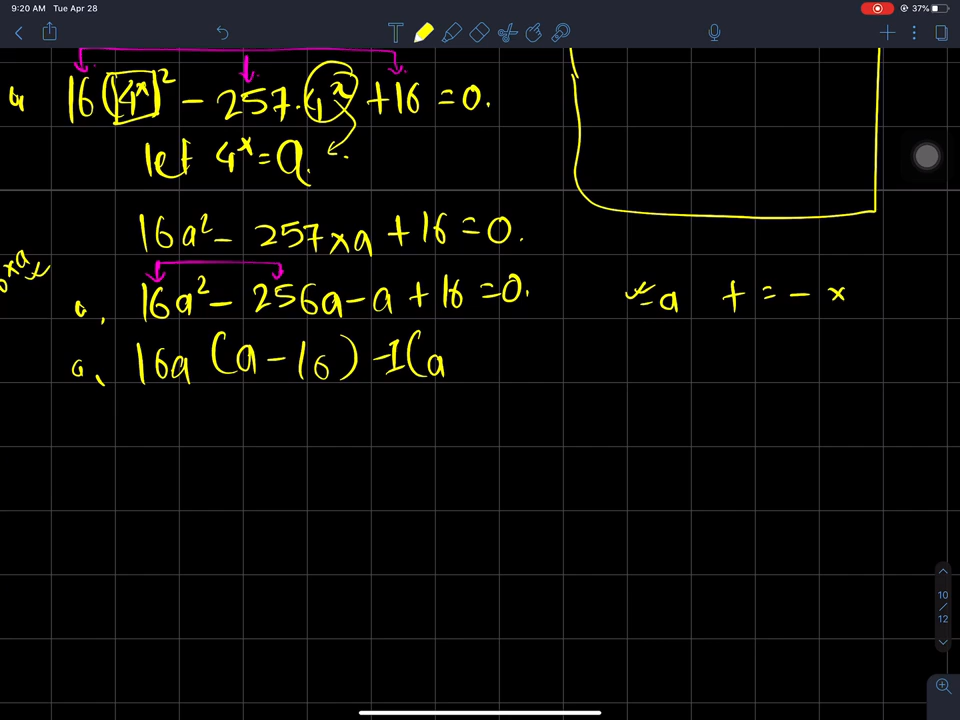 9:20 AM Tue Apr 28
37%
16(4ˣ)² - 257.4ˣ + 16 = 0.
let 4ˣ = a.
16a² - 257×a + 16 = 0.
16a² - 256a - a + 16 = 0.
= a + = - ×
16a (a - 16) -1(a
10
/
12